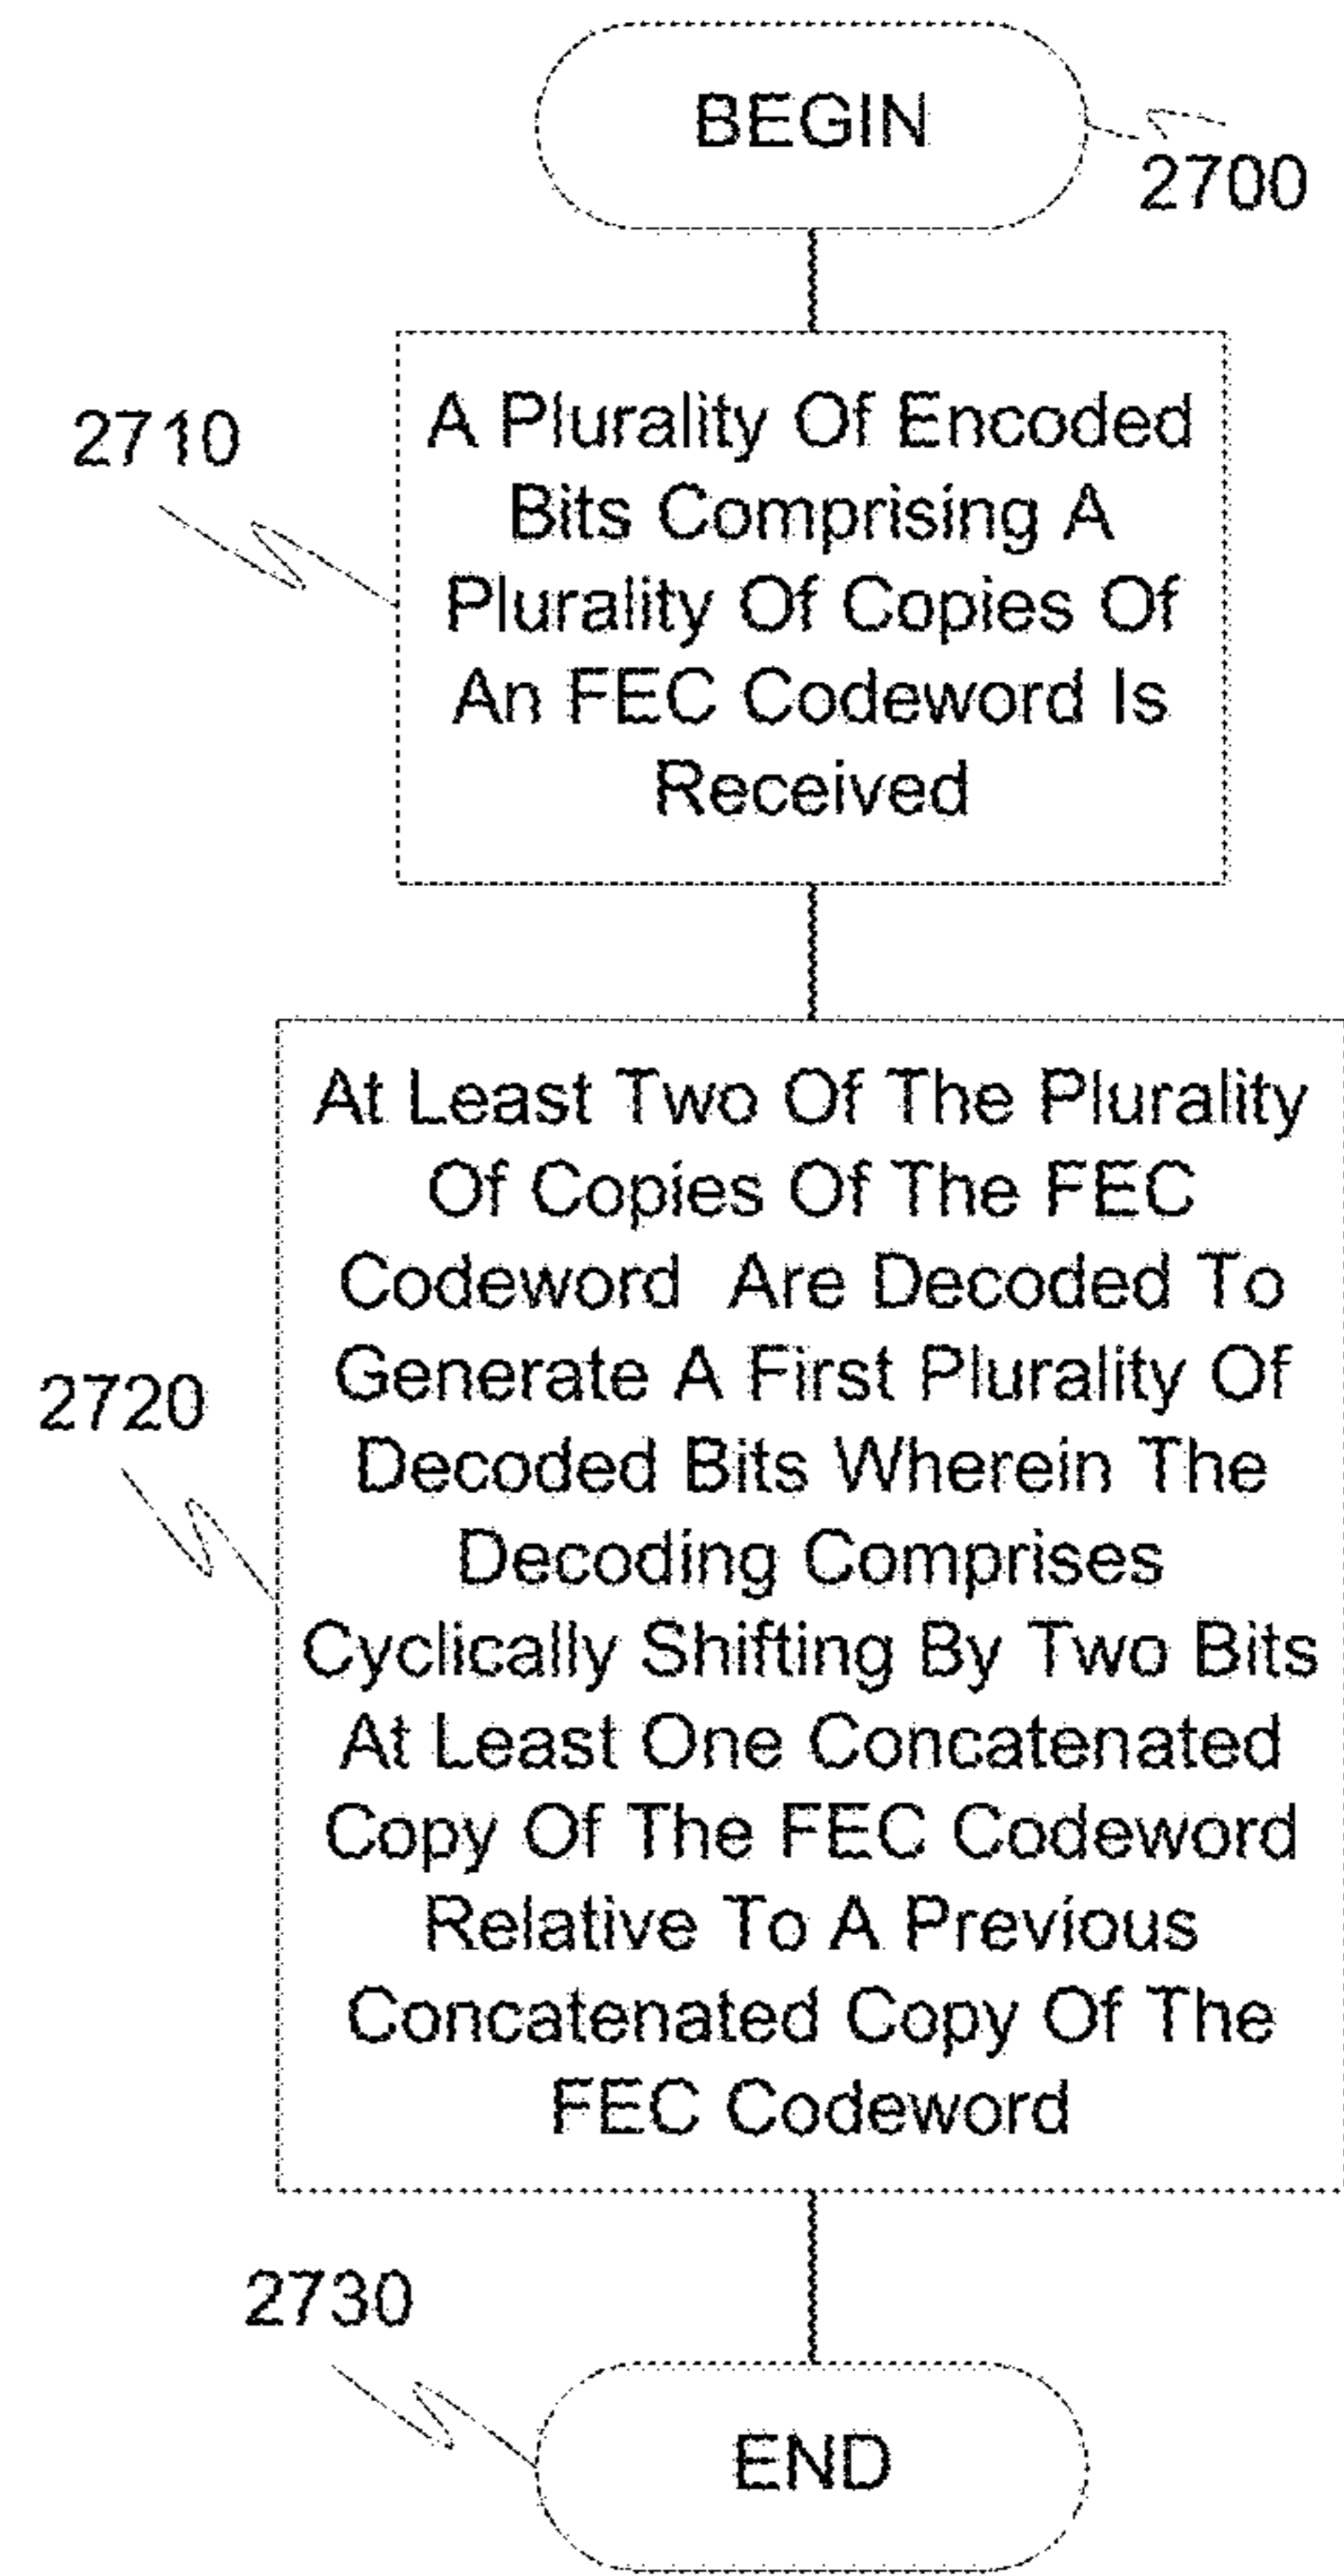 BEGIN
2700
2710
A Plurality Of Encoded
Bits Comprising A
Plurality Of Copies Of
An FEC Codeword Is
Received
At Least Two Of The Plurality
Of Copies Of The FEC
Codeword Are Decoded To
Generate A First Plurality Of
Decoded Bits Wherein The
Decoding Comprises
Cyclically Shifting By Two Bits
At Least One Concatenated
Copy Of The FEC Codeword
Relative To A Previous
Concatenated Copy Of The
FEC Codeword
2720
2730
END